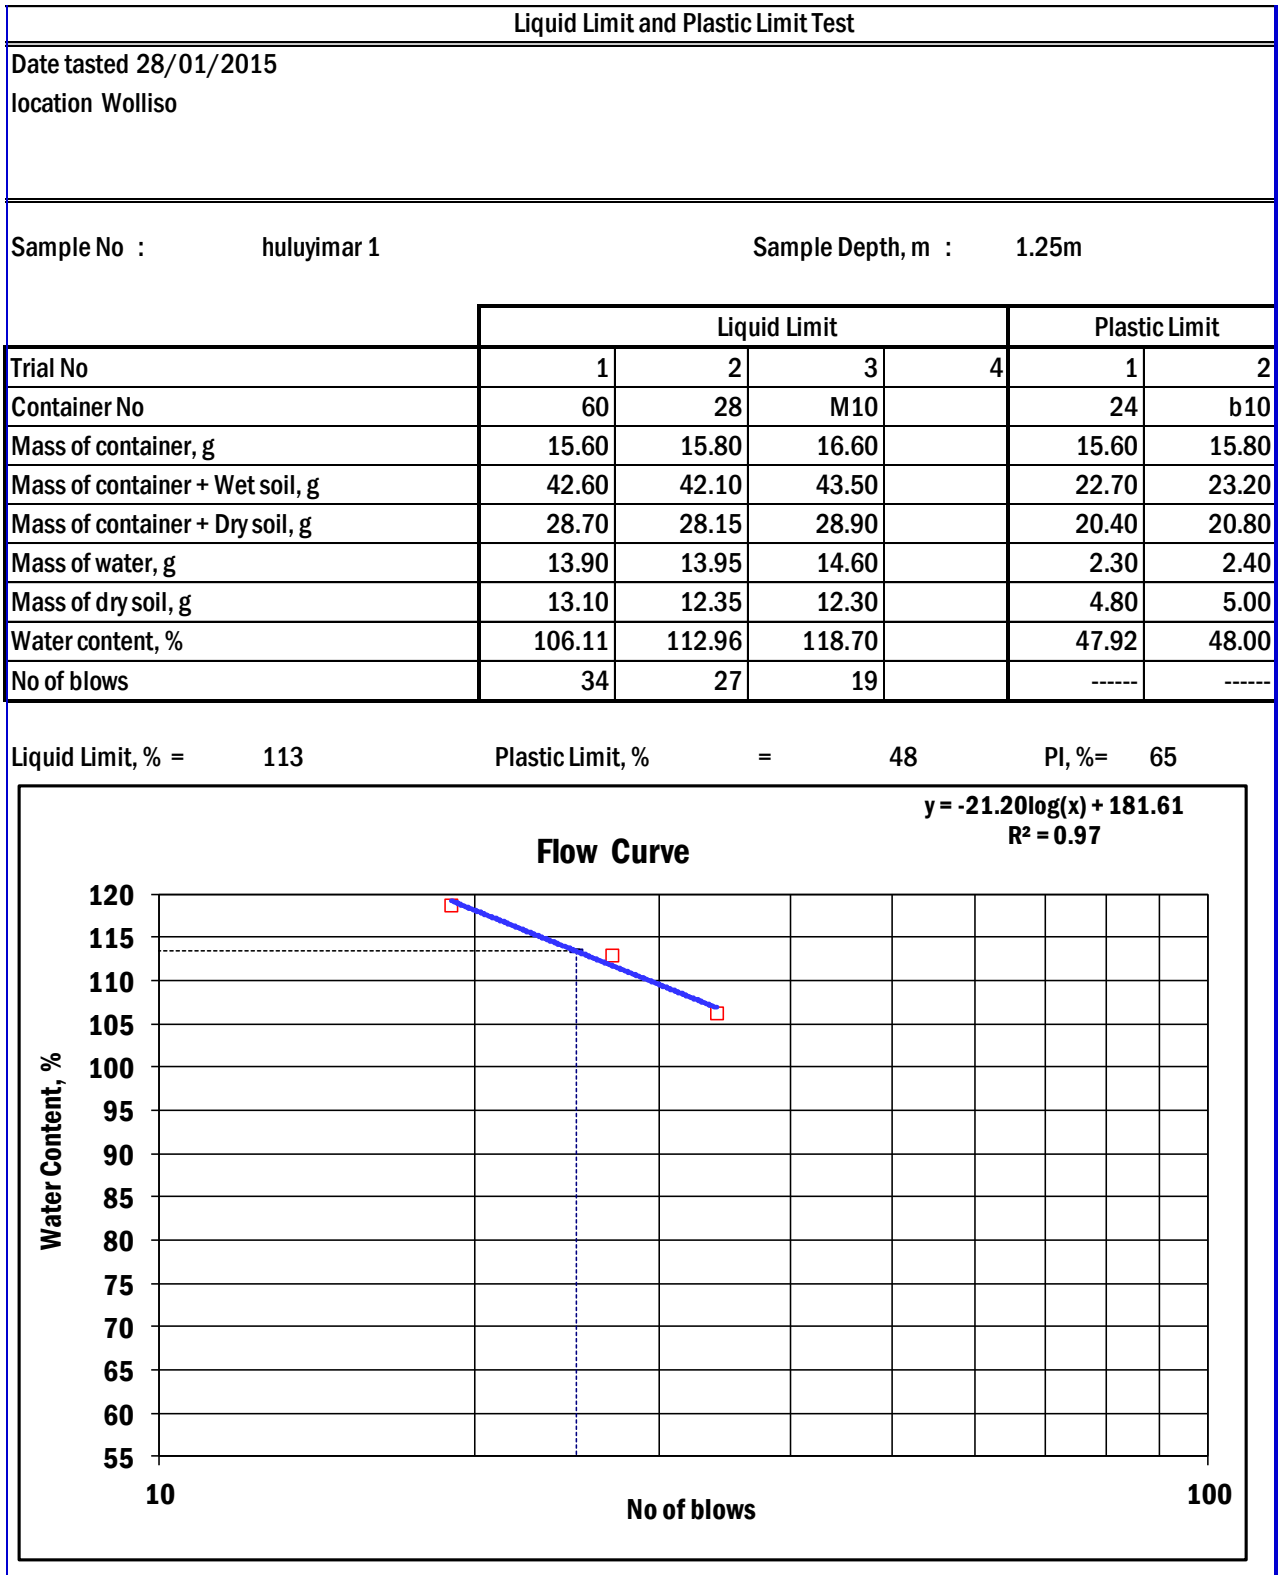 Liquid Limit and Plastic Limit Test
Date tasted 28/01/2015
location Wolliso
Sample No : huluyimar 1 Sample Depth, m : 1.25m
Liquid Limit Plastic Limit
Trial No 1 2 3 4 1 2
Container No 60 28 M10 24 b10
Mass of container, g 15.60 15.80 16.60 15.60 15.80
Mass of container + Wet soil, g 42.60 42.10 43.50 22.70 23.20
Mass of container + Dry soil, g 28.70 28.15 28.90 20.40 20.80
Mass of water, g 13.90 13.95 14.60 2.30 2.40
Mass of dry soil, g 13.10 12.35 12.30 4.80 5.00
Water content, % 106.11 112.96 118.70 47.92 48.00
No of blows 34 27 19 ------ ------
Liquid Limit, % = 113 Plastic Limit, % = 48 PI, %= 65
y = -21.20log(x) + 181.61
R² = 0.97
Flow Curve
120
115
110
105
100
95
90
85
80
75
70
65
60
55
Water Content, %
10 100
No of blows